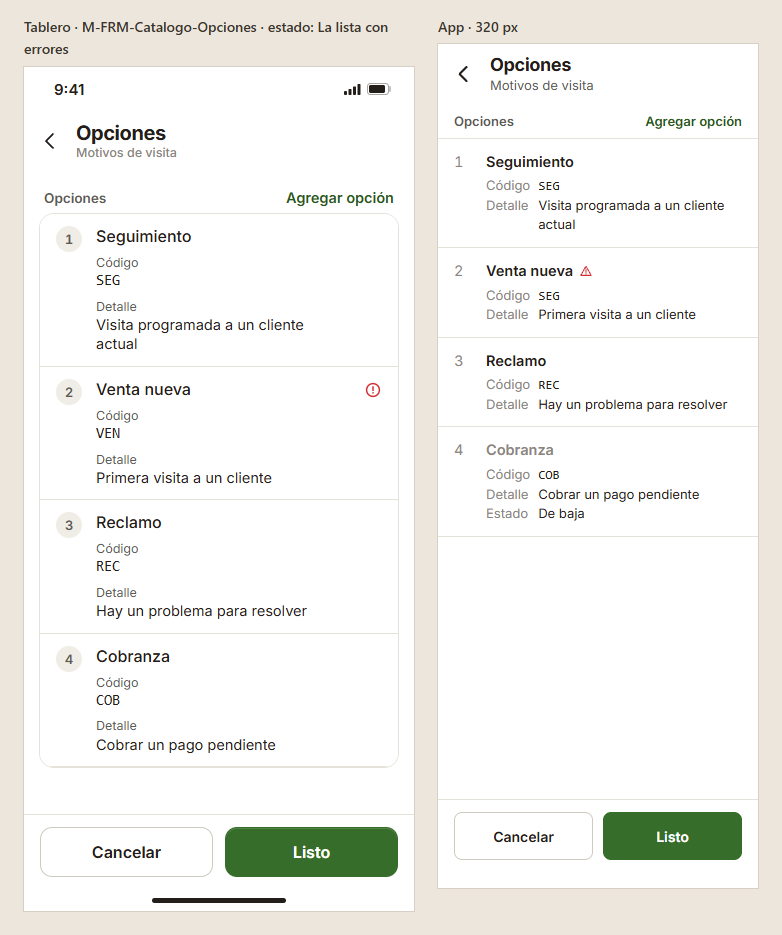 Tablero · M-FRM-Catalogo-Opciones · estado: La lista con
errores
9:41
Opciones
Motivos de visita
Opciones
Agregar opción
1
Seguimiento
Código
SEG
Detalle
Visita programada a un cliente
actual
2
Venta nueva
Código
VEN
Detalle
Primera visita a un cliente
3
Reclamo
Código
REC
Detalle
Hay un problema para resolver
4
Cobranza
Código
COB
Detalle
Cobrar un pago pendiente
Cancelar
Listo
App · 320 px
Opciones
Motivos de visita
Opciones
Agregar opción
1 Seguimiento
Código SEG
Detalle Visita programada a un cliente
actual
2 Venta nueva
Código SEG
Detalle Primera visita a un cliente
3 Reclamo
Código REC
Detalle Hay un problema para resolver
4 Cobranza
Código COB
Detalle Cobrar un pago pendiente
Estado De baja
Cancelar
Listo